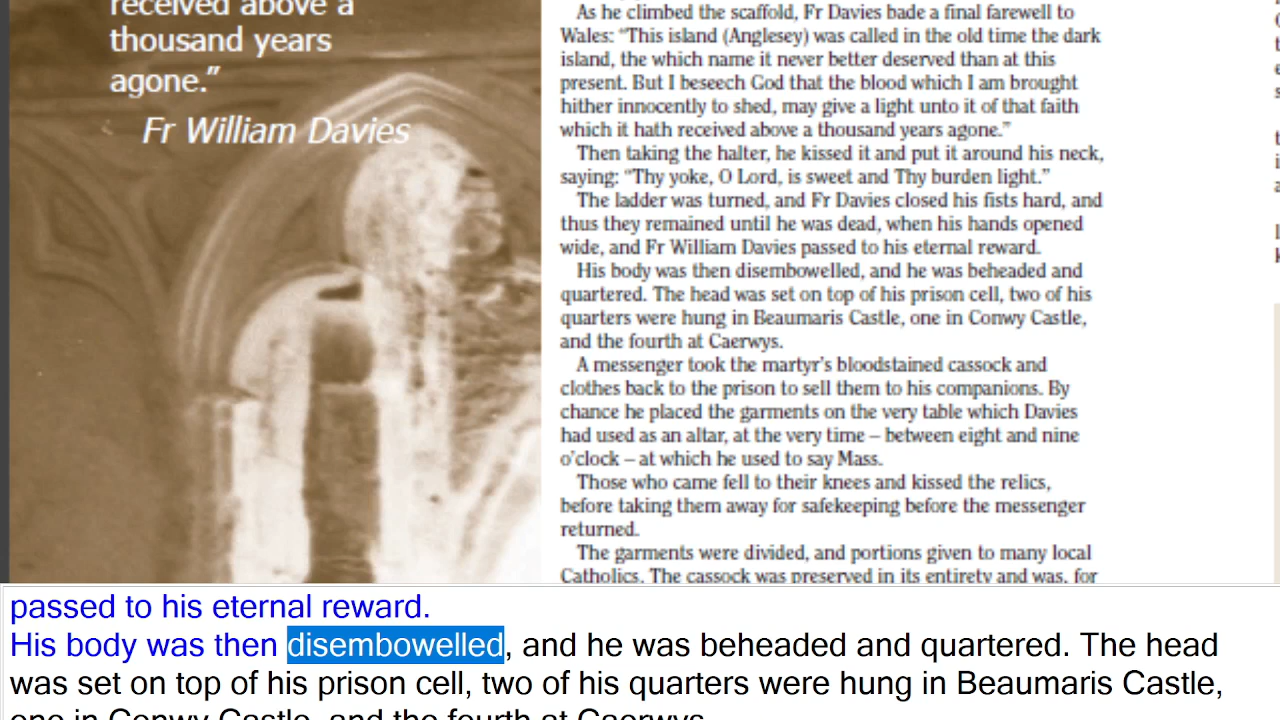 received above a
thousand years
agone.”
Fr William Davies
As he climbed the scaffold, Fr Davies bade a final farewell to
Wales: “This island (Anglesey) was called in the old time the dark
island, the which name it never better deserved than at this
present. But I beseech God that the blood which I am brought
hither innocently to shed, may give a light unto it of that faith
which it hath received above a thousand years agone.”
Then taking the halter, he kissed it and put it around his neck,
saying: “Thy yoke, O Lord, is sweet and Thy burden light.”
The ladder was turned, and Fr Davies closed his fists hard, and
thus they remained until he was dead, when his hands opened
wide, and Fr William Davies passed to his eternal reward.
His body was then disembowelled, and he was beheaded and
quartered. The head was set on top of his prison cell, two of his
quarters were hung in Beaumaris Castle, one in Conwy Castle,
and the fourth at Caerwys.
A messenger took the martyr’s bloodstained cassock and
clothes back to the prison to sell them to his companions. By
chance he placed the garments on the very table which Davies
had used as an altar, at the very time – between eight and nine
o’clock – at which he used to say Mass.
Those who came fell to their knees and kissed the relics,
before taking them away for safekeeping before the messenger
returned.
The garments were divided, and portions given to many local
Catholics. The cassock was preserved in its entirety and was, for
passed to his eternal reward.
His body was then disembowelled, and he was beheaded and quartered. The head
was set on top of his prison cell, two of his quarters were hung in Beaumaris Castle,
one in Conwy Castle, and the fourth at Caerwys.